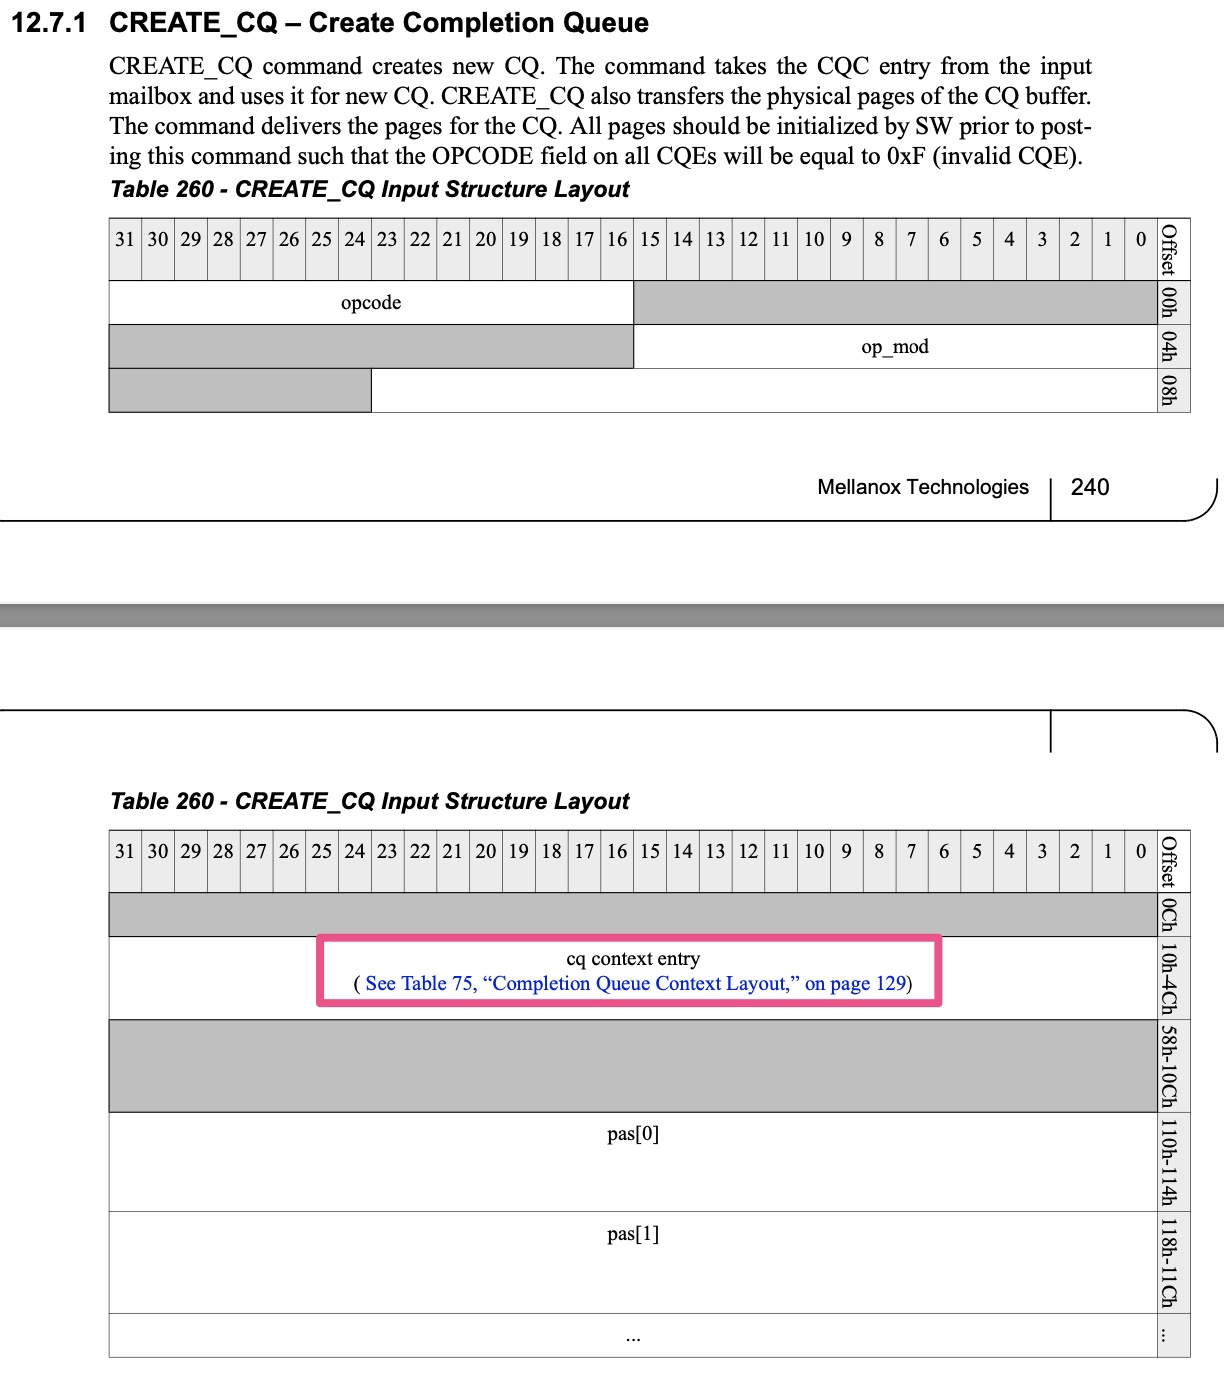 12.7.1 CREATE_CQ – Create Completion Queue
CREATE_CQ command creates new CQ. The command takes the CQC entry from the input
mailbox and uses it for new CQ. CREATE_CQ also transfers the physical pages of the CQ buffer.
The command delivers the pages for the CQ. All pages should be initialized by SW prior to post-
ing this command such that the OPCODE field on all CQEs will be equal to 0xF (invalid CQE).
Table 260 - CREATE_CQ Input Structure Layout
31 30 29 28 27 26 25 24 23 22 21 20 19 18 17 16 15 14 13 12 11 10 9 8 7 6 5 4 3 2 1 0 Offset
opcode 00h
op_mod 04h
08h
Mellanox Technologies 240
Table 260 - CREATE_CQ Input Structure Layout
31 30 29 28 27 26 25 24 23 22 21 20 19 18 17 16 15 14 13 12 11 10 9 8 7 6 5 4 3 2 1 0 Offset
0Ch
cq context entry
( See Table 75, “Completion Queue Context Layout,” on page 129) 10h-4Ch
58h-10Ch
pas[0] 110h-114h
pas[1] 118h-11Ch
... ...